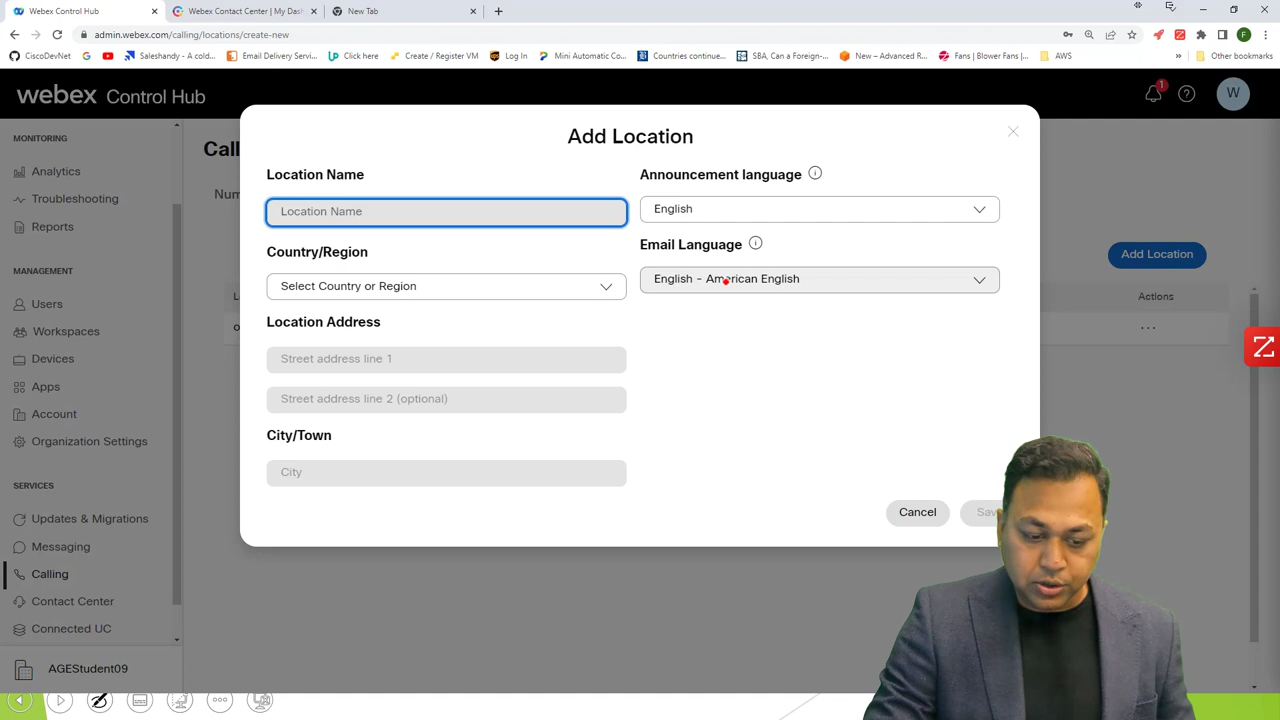 Webex Control Hub
Webex Contact Center | My Das
New Tab
admin.webex.com/calling/locations/create-new
CiscoDevNet
Saleshandy - A cold...
Email Delivery Servi...
Click here
Create / Register VM
Log In
Mini Automatic Co...
Countries continue...
SBA, Can a Foreign-...
New – Advanced R...
Fans | Blower Fans |...
AWS
»
Other bookmarks
F
webex Control Hub
1
W
MONITORING
Analytics
Troubleshooting
Reports
MANAGEMENT
Users
Workspaces
Devices
Apps
Account
Organization Settings
SERVICES
Updates & Migrations
Messaging
Calling
Contact Center
Connected UC
AGEStudent09
Call
Num
Add Location
Actions
...
Add Location
Location Name
Location Name
Country/Region
Select Country or Region
Location Address
Street address line 1
Street address line 2 (optional)
City/Town
City
Announcement language
English
Email Language
English - American English
Cancel